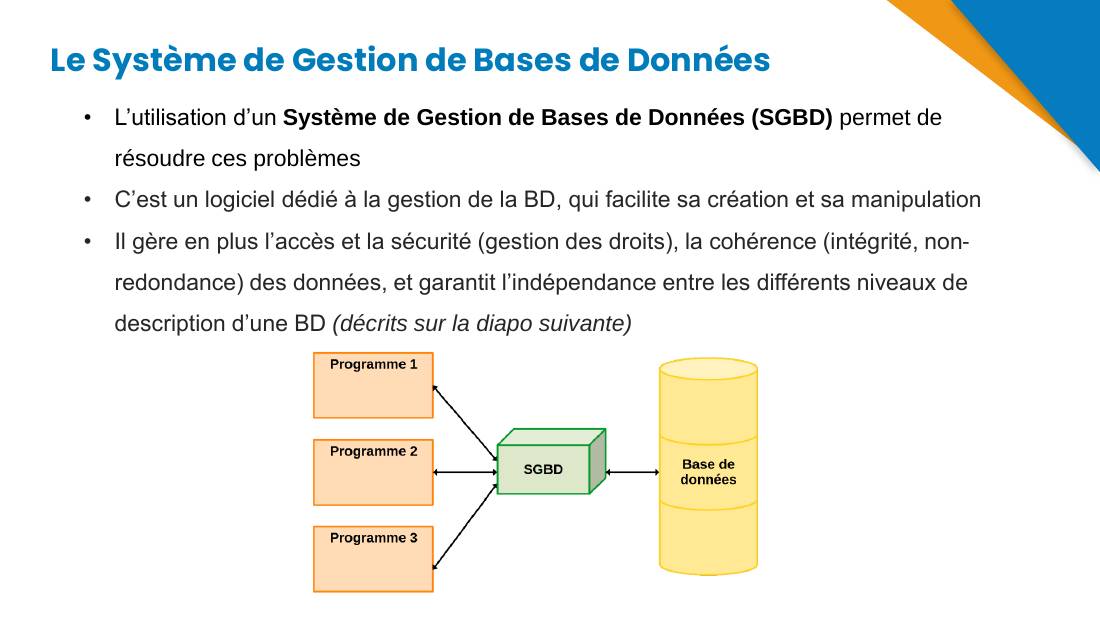 Le Système de Gestion de Bases de Données
• L’utilisation d’un Système de Gestion de Bases de Données (SGBD) permet de
résoudre ces problèmes
• C’est un logiciel dédié à la gestion de la BD, qui facilite sa création et sa manipulation
• Il gère en plus l’accès et la sécurité (gestion des droits), la cohérence (intégrité, non-
redondance) des données, et garantit l’indépendance entre les différents niveaux de
description d’une BD (décrits sur la diapo suivante)
Programme 1
Programme 2
Programme 3
SGBD
Base de
données